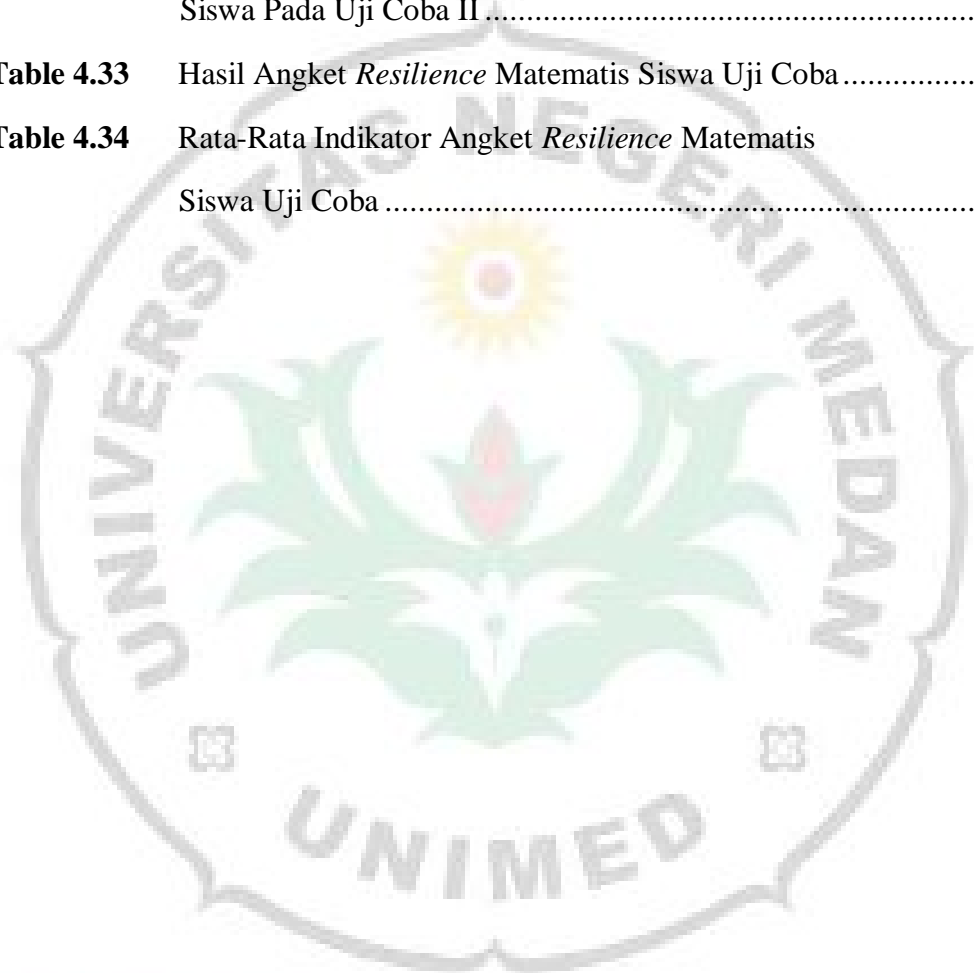 Siswa Pada Uji Coba II ..........................................................
Table 4.33 Hasil Angket Resilience Matematis Siswa Uji Coba ................
Table 4.34 Rata-Rata Indikator Angket Resilience Matematis
Siswa Uji Coba .......................................................................
UNIVERSITAS NEGERI MEDAN
UNIMED